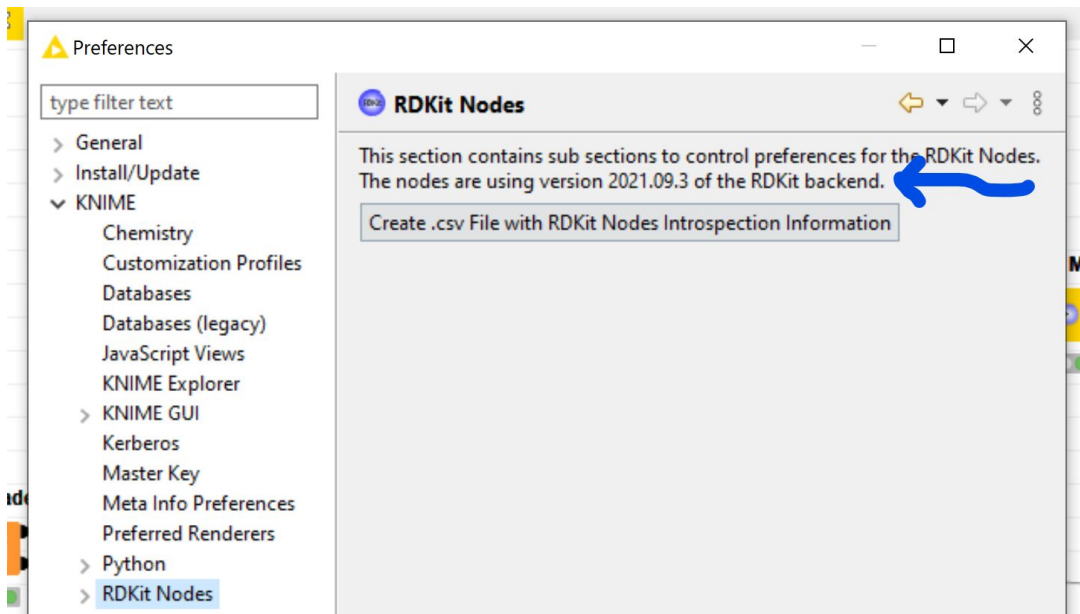 Preferences
type filter text
General
Install/Update
KNIME
Chemistry
Customization Profiles
Databases
Databases (legacy)
JavaScript Views
KNIME Explorer
KNIME GUI
Kerberos
Master Key
Meta Info Preferences
Preferred Renderers
Python
RDKit Nodes
RDKit Nodes
This section contains sub sections to control preferences for the RDKit Nodes.
The nodes are using version 2021.09.3 of the RDKit backend.
Create .csv File with RDKit Nodes Introspection Information